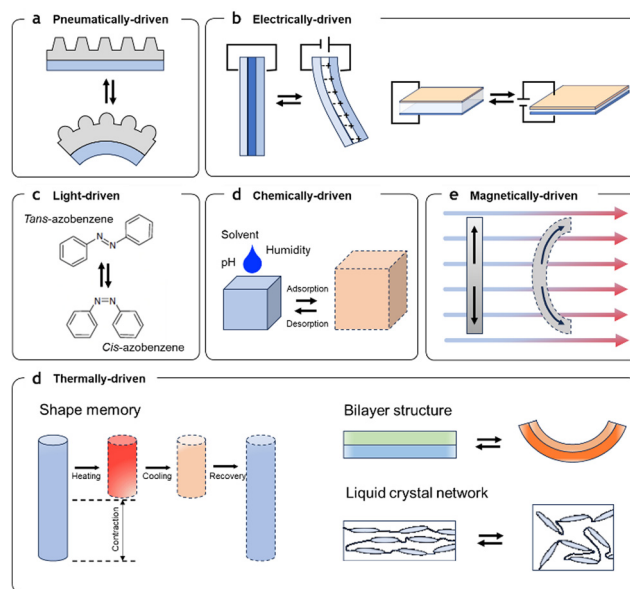 a Pneumatically-driven
b Electrically-driven
c Light-driven
Tans-azobenzene
N
N
N=N
Cis-azobenzene
d Chemically-driven
Solvent
Humidity
pH
Adsorption
Desorption
e Magnetically-driven
d Thermally-driven
Shape memory
Heating
Cooling
Recovery
Contraction
Bilayer structure
Liquid crystal network